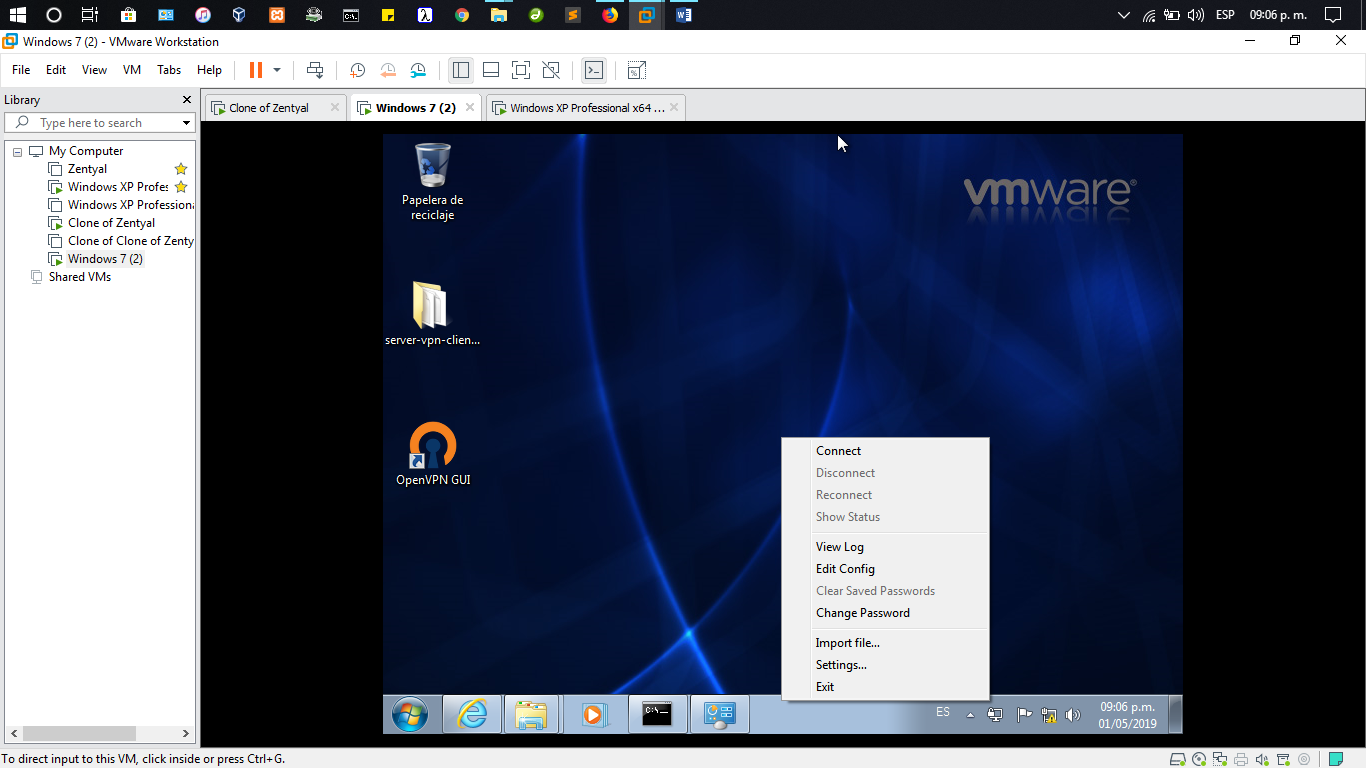 ESP
09:06 p. m.
Windows 7 (2) - VMware Workstation
File Edit View VM Tabs Help
Library
Type here to search
My Computer
Zentyal
Windows XP Profes
Windows XP Professiona
Clone of Zentyal
Clone of Clone of Zenty
Windows 7 (2)
Shared VMs
Clone of Zentyal
Windows 7 (2)
Windows XP Professional x64 ...
Papelera de
reciclaje
server-vpn-clien...
OpenVPN GUI
vmware®
Connect
Disconnect
Reconnect
Show Status
View Log
Edit Config
Clear Saved Passwords
Change Password
Import file...
Settings...
Exit
C:\_
ES
09:06 p.m.
01/05/2019
To direct input to this VM, click inside or press Ctrl+G.